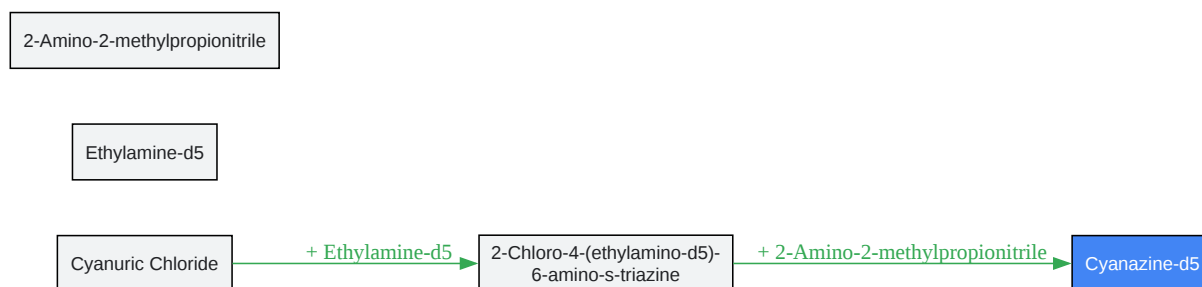 2-Amino-2-methylpropionitrile
Ethylamine-d5
Cyanuric Chloride
+ Ethylamine-d5
2-Chloro-4-(ethylamino-d5)-
6-amino-s-triazine
+ 2-Amino-2-methylpropionitrile
Cyanazine-d5